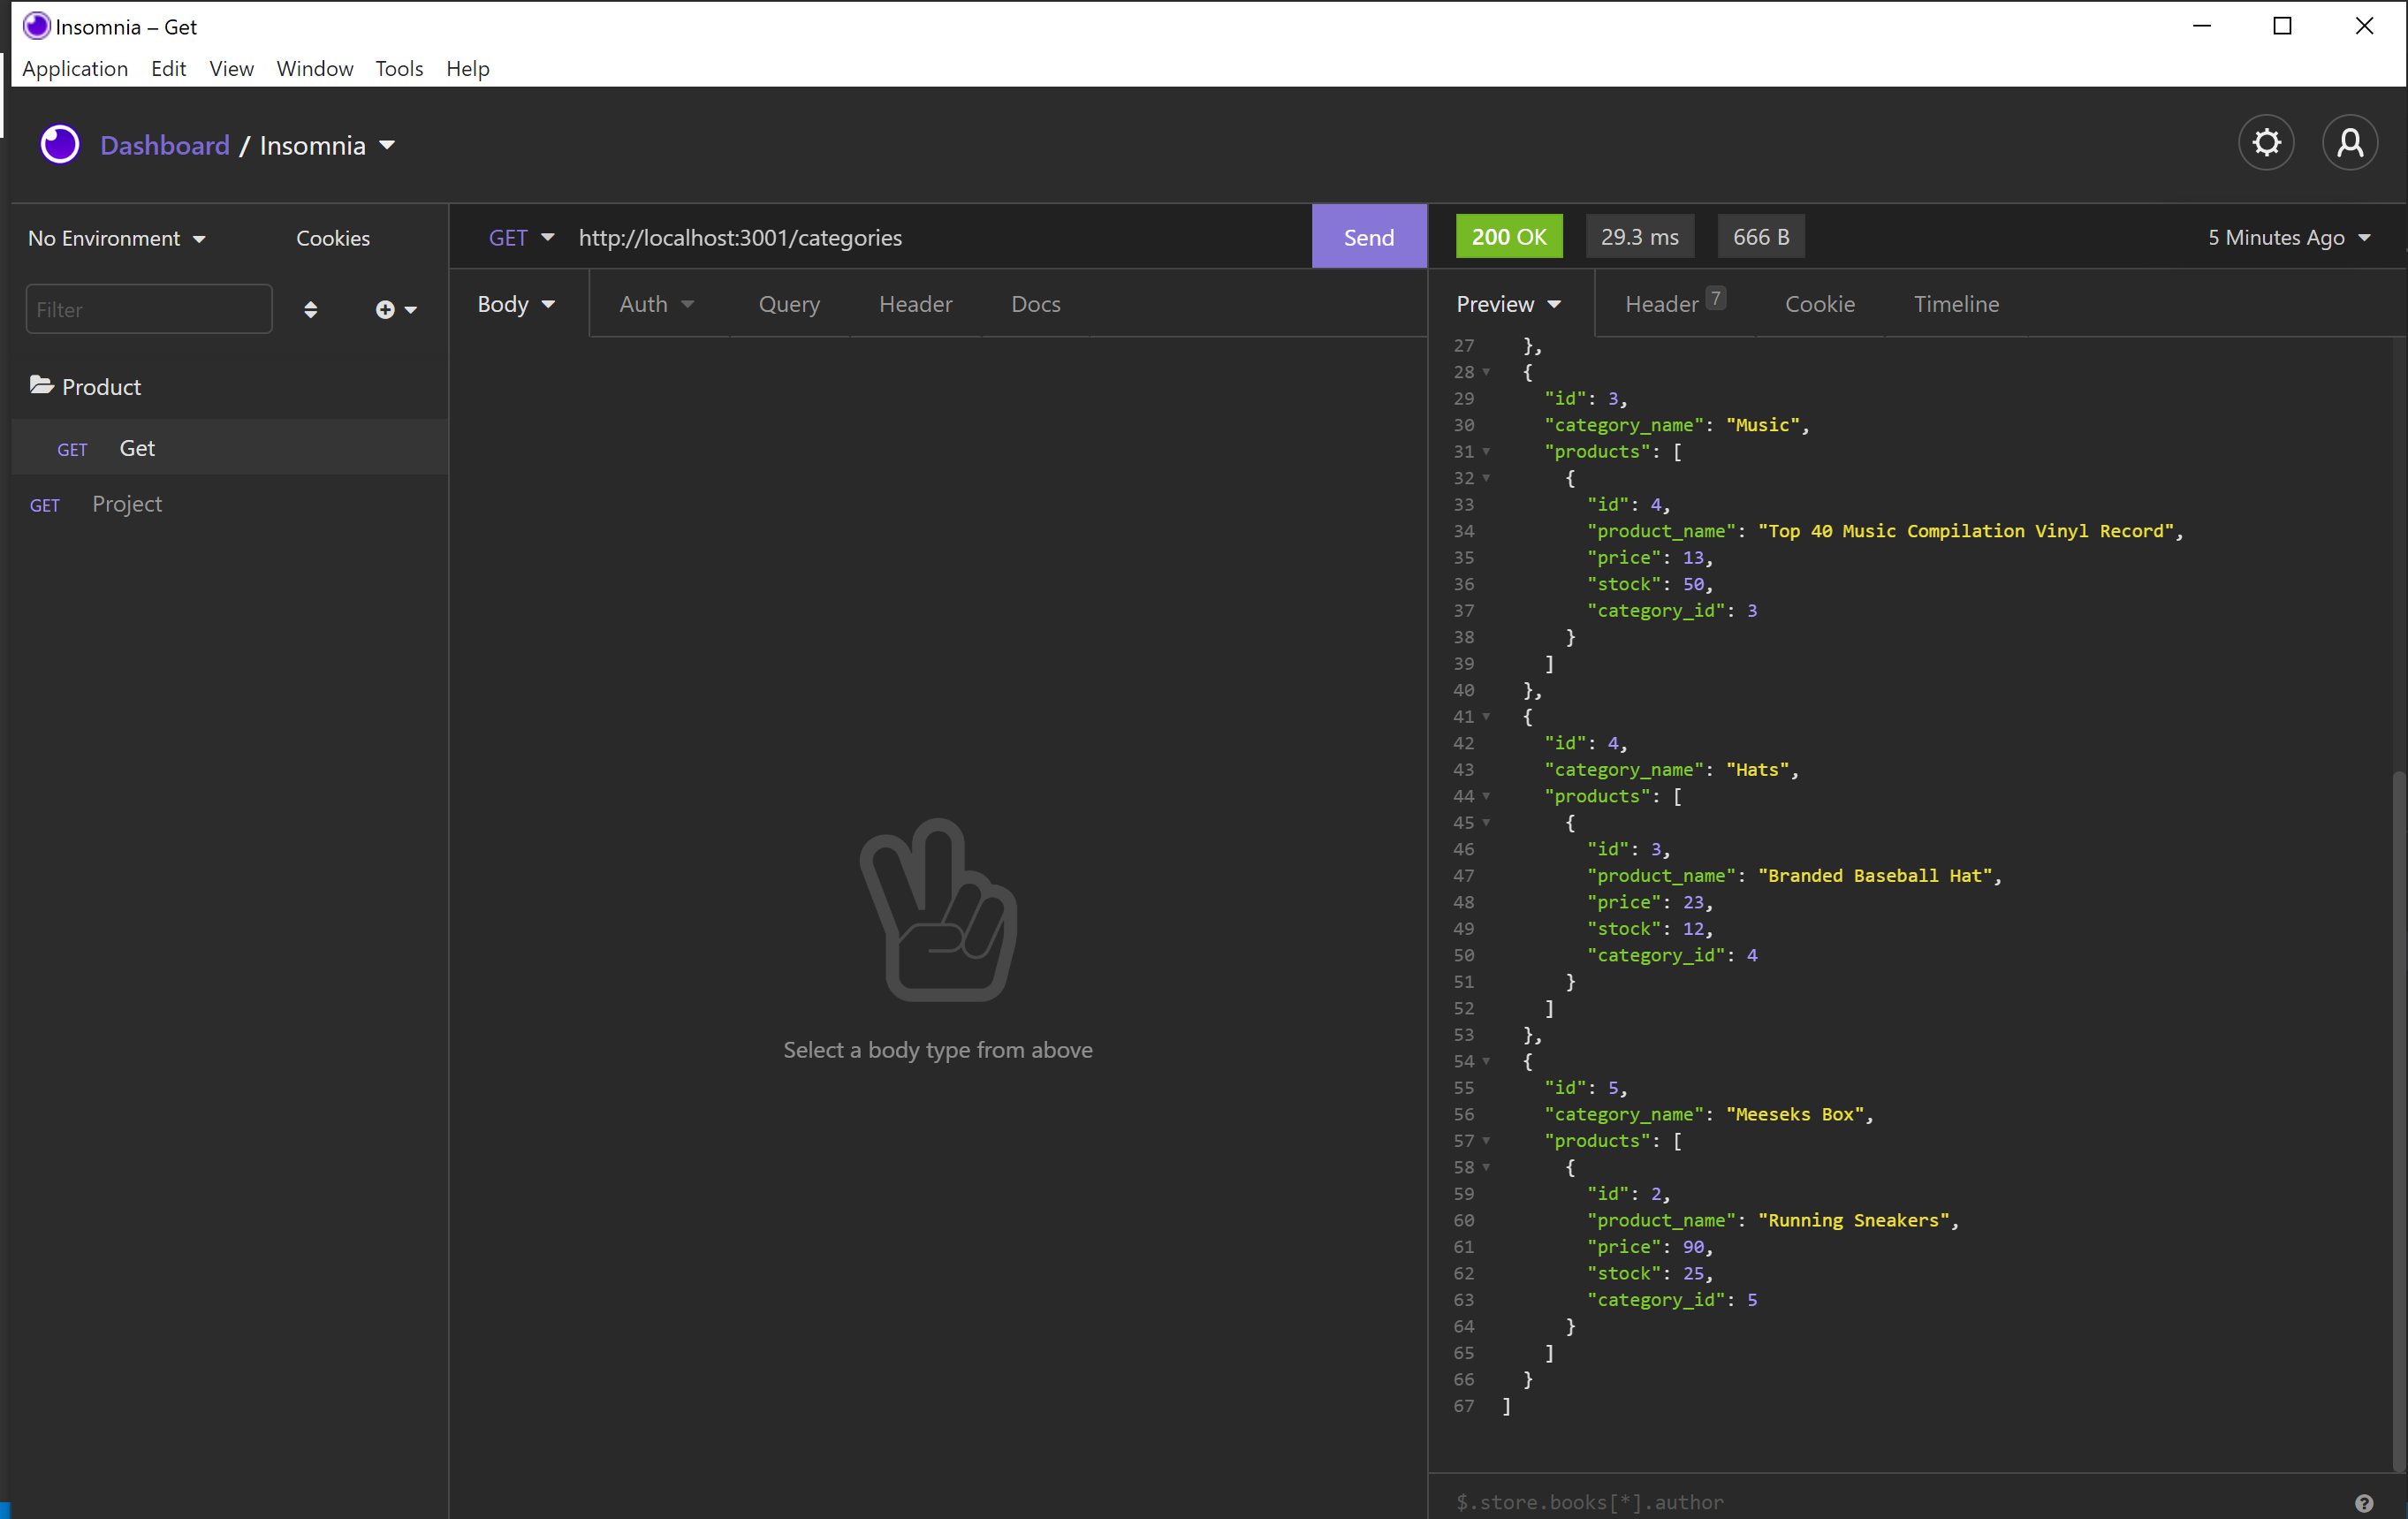 Insomnia – Get
Application Edit View Window Tools Help
Dashboard / Insomnia
No Environment Cookies
GET http://localhost:3001/categories Send
200 OK 29.3 ms 666 B 5 Minutes Ago
Filter
Body Auth Query Header Docs
Preview Header 7 Cookie Timeline
Product
GET Get
GET Project
Select a body type from above
27 },
28 {
29 "id": 3,
30 "category_name": "Music",
31 "products": [
32 {
33 "id": 4,
34 "product_name": "Top 40 Music Compilation Vinyl Record",
35 "price": 13,
36 "stock": 50,
37 "category_id": 3
38 }
39 ]
40 },
41 {
42 "id": 4,
43 "category_name": "Hats",
44 "products": [
45 {
46 "id": 3,
47 "product_name": "Branded Baseball Hat",
48 "price": 23,
49 "stock": 12,
50 "category_id": 4
51 }
52 ]
53 },
54 {
55 "id": 5,
56 "category_name": "Meeseks Box",
57 "products": [
58 {
59 "id": 2,
60 "product_name": "Running Sneakers",
61 "price": 90,
62 "stock": 25,
63 "category_id": 5
64 }
65 ]
66 }
67 ]
$.store.books[*].author